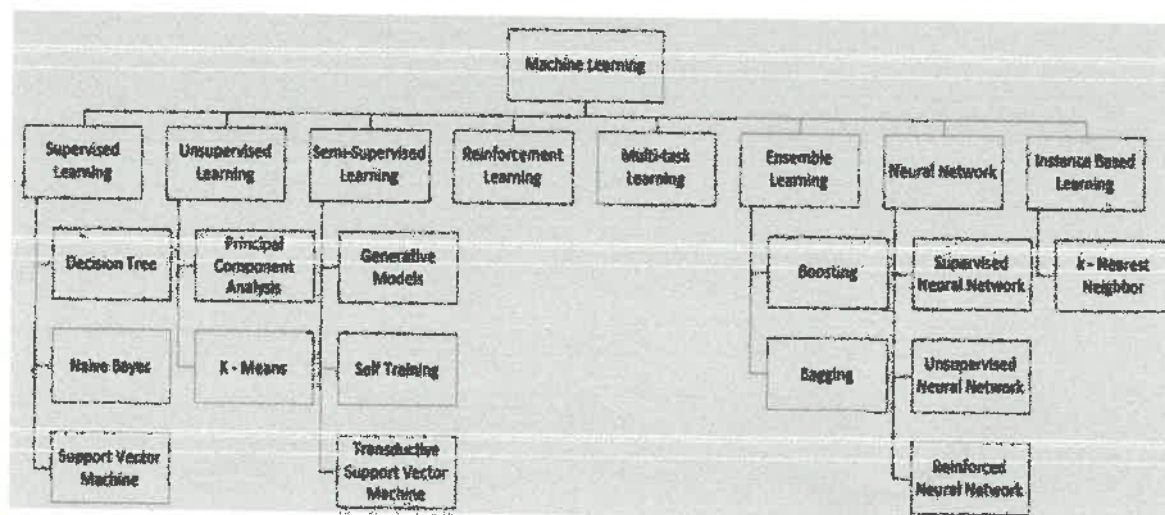 Machine Learning
Supervised
Learning
Unsupervised
Learning
Semi-Supervised
Learning
Reinforcement
Learning
Multi-task
Learning
Ensemble
Learning
Neural Network
Instance Based
Learning
Decision Tree
Principal
Component
Analysis
Generative
Models
Boosting
Supervised
Neural Network
k - Nearest
Neighbor
Naive Bayes
K - Means
Self Training
Bagging
Unsupervised
Neural Network
Support Vector
Machine
Transductive
Support Vector
Machine
Reinforced
Neural Network